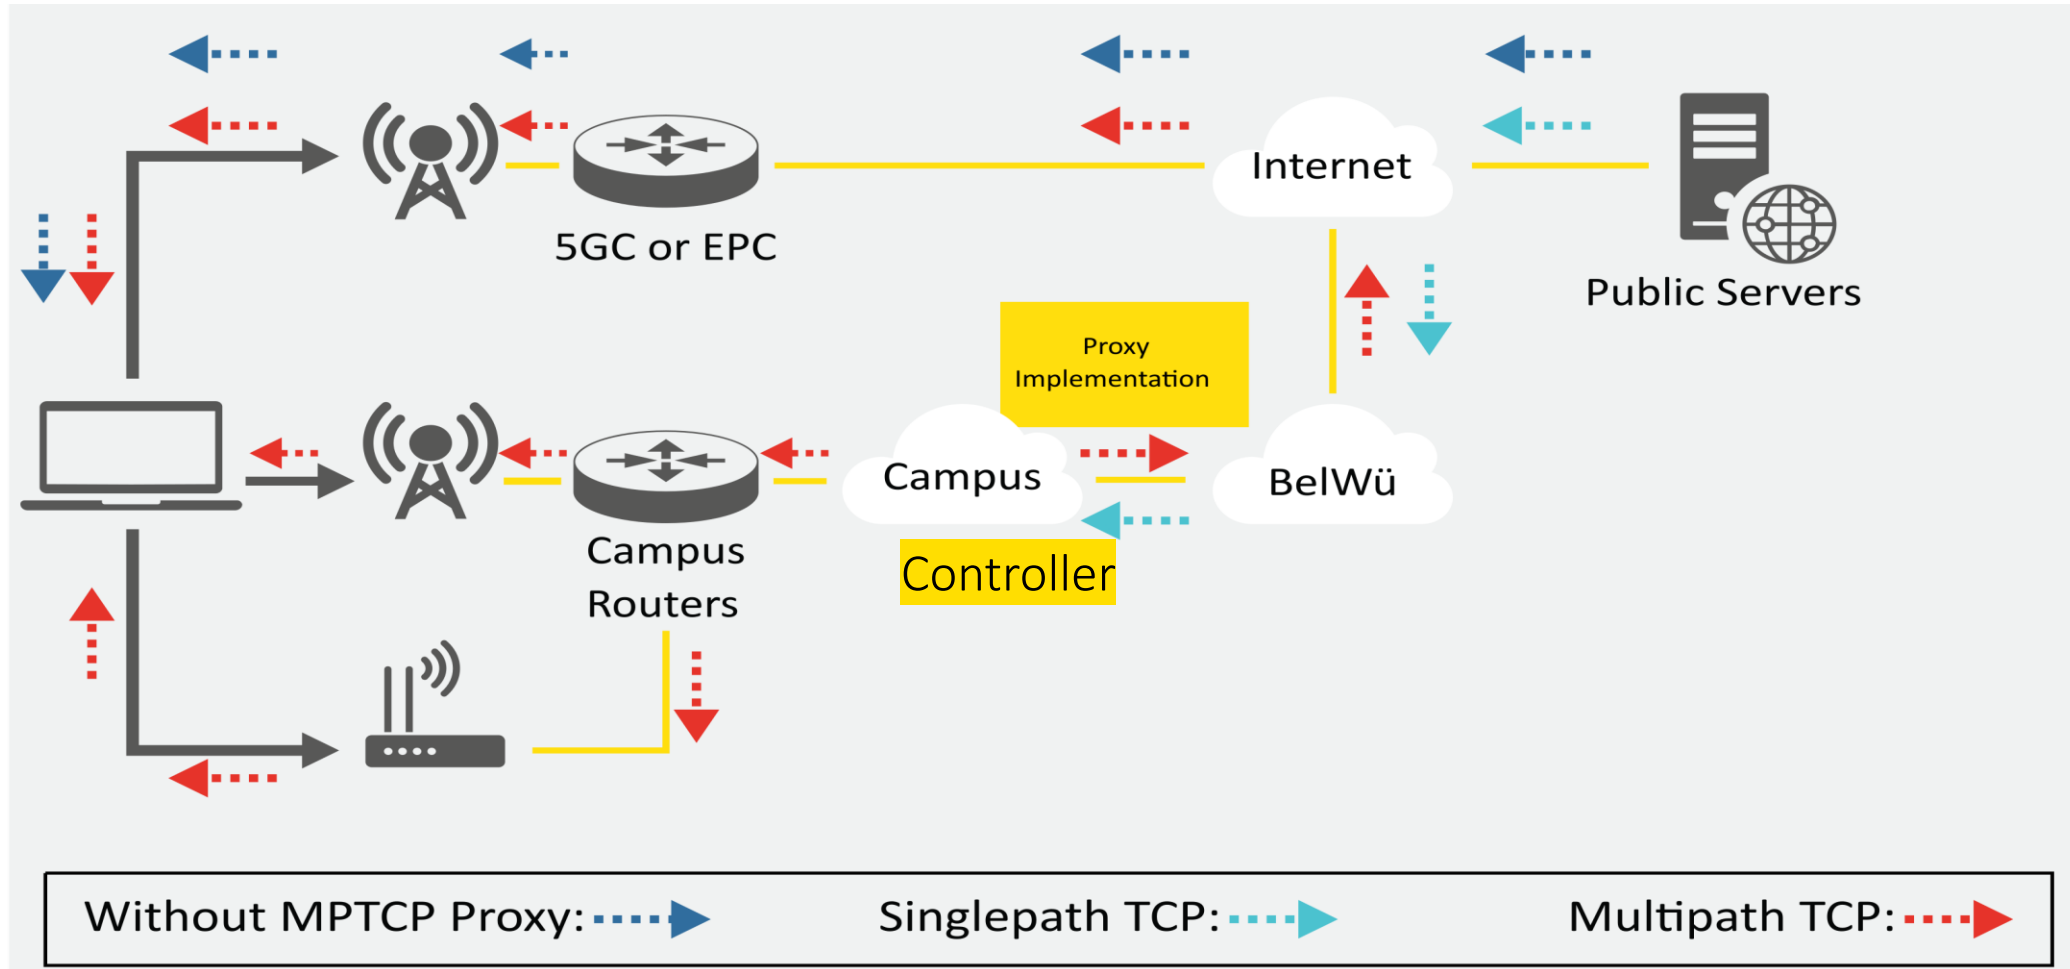 Internet
5GC or EPC
Public Servers
Proxy
Implementation
Campus
BelWü
Campus
Routers
Controller
Without MPTCP Proxy:
Singlepath TCP:
Multipath TCP: